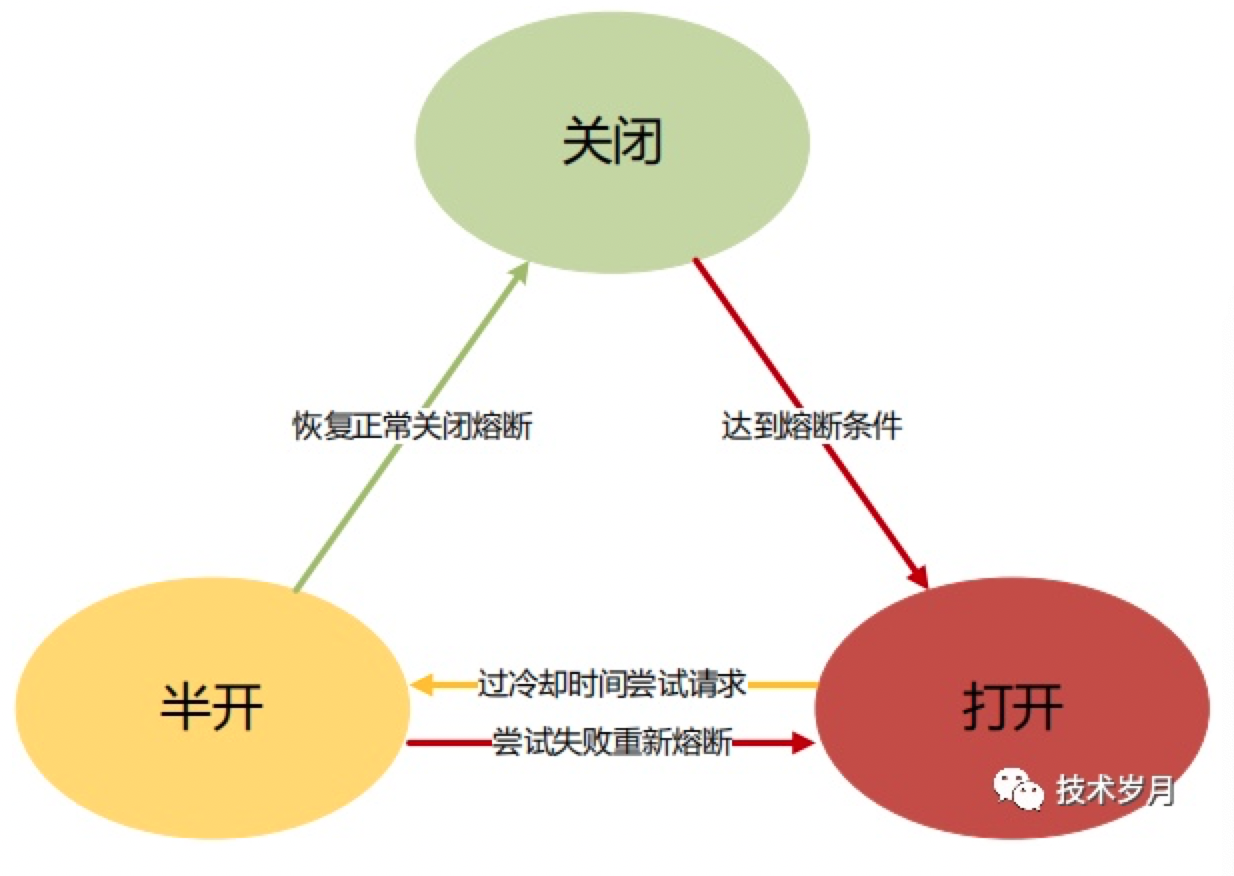 关闭
恢复正常关闭熔断
达到熔断条件
过冷却时间尝试请求
半开
打开
尝试失败重新熔断
技术岁月